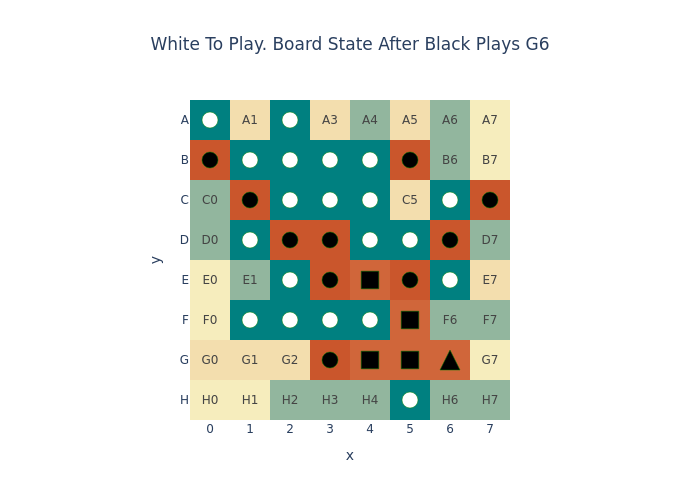 White To Play. Board State After Black Plays G6
A A1 A3 A4 A5 A6 A7
B B6 B7
C C0 C5
D D0 D7
E E0 E1 E7
F F0 F6 F7
G G0 G1 G2 G7
H H0 H1 H2 H3 H4 H6 H7
0 1 2 3 4 5 6 7
x
y